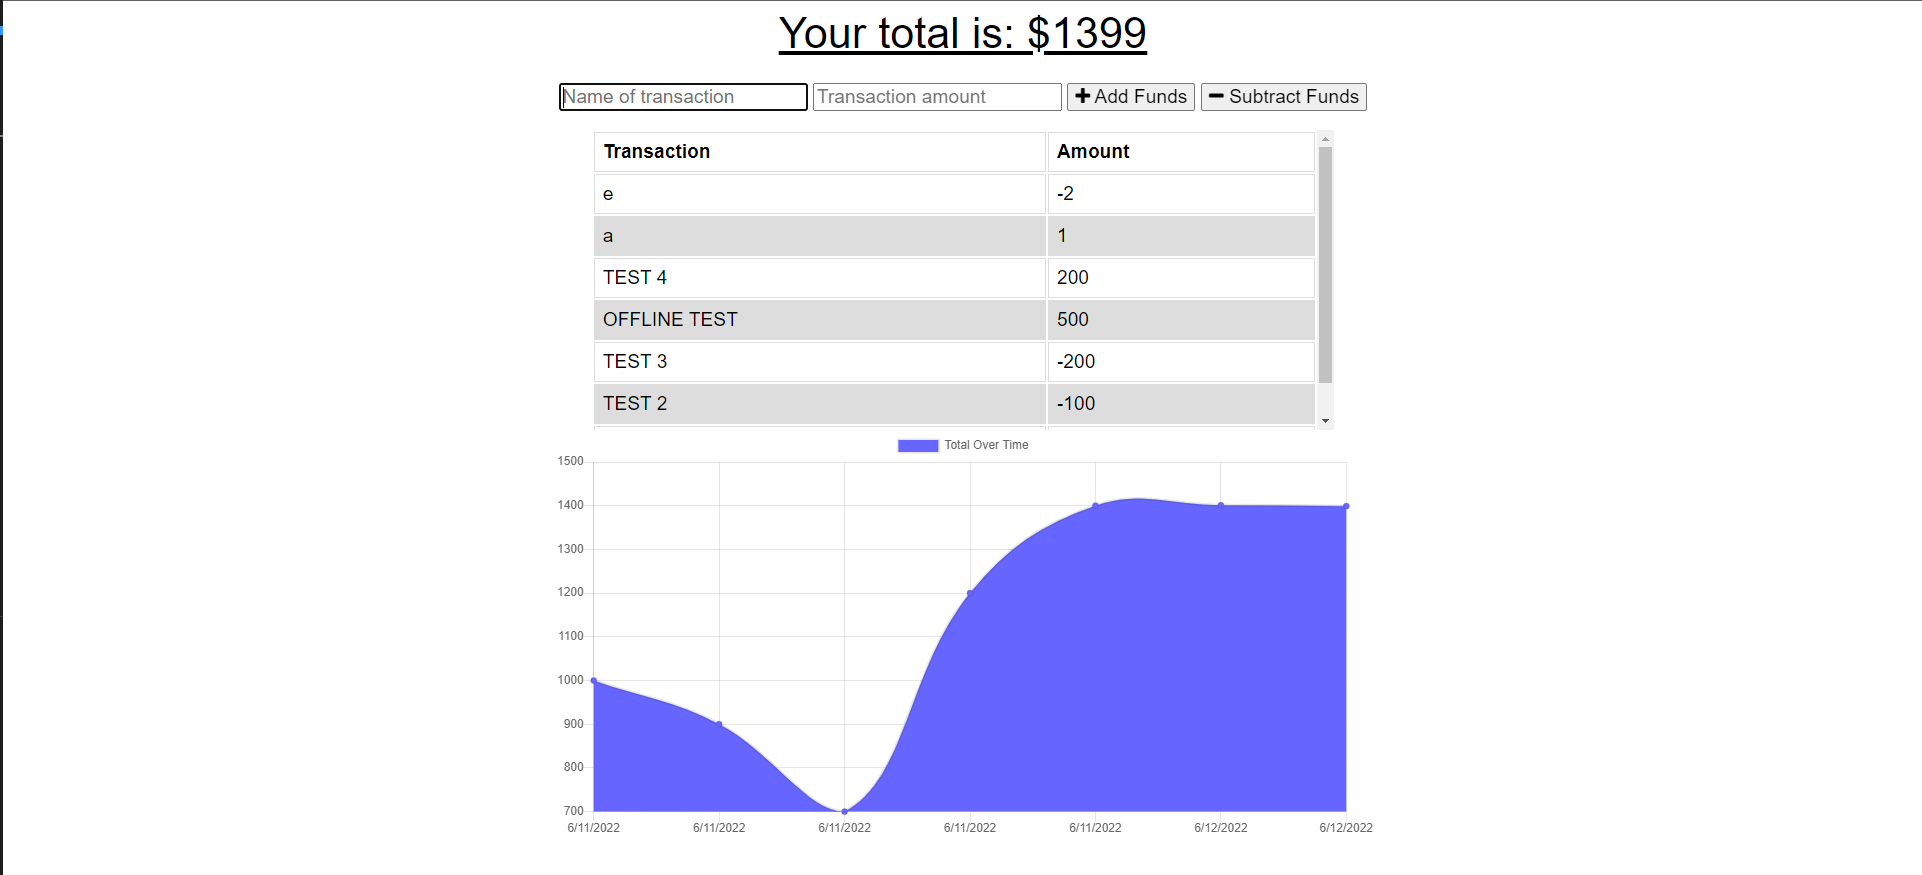 Your total is: $1399
Name of transaction Transaction amount Add Funds Subtract Funds
Transaction Amount
e -2
a 1
TEST 4 200
OFFLINE TEST 500
TEST 3 -200
TEST 2 -100
Total Over Time
1500
1400
1300
1200
1100
1000
900
800
700
6/11/2022 6/11/2022 6/11/2022 6/11/2022 6/11/2022 6/12/2022 6/12/2022